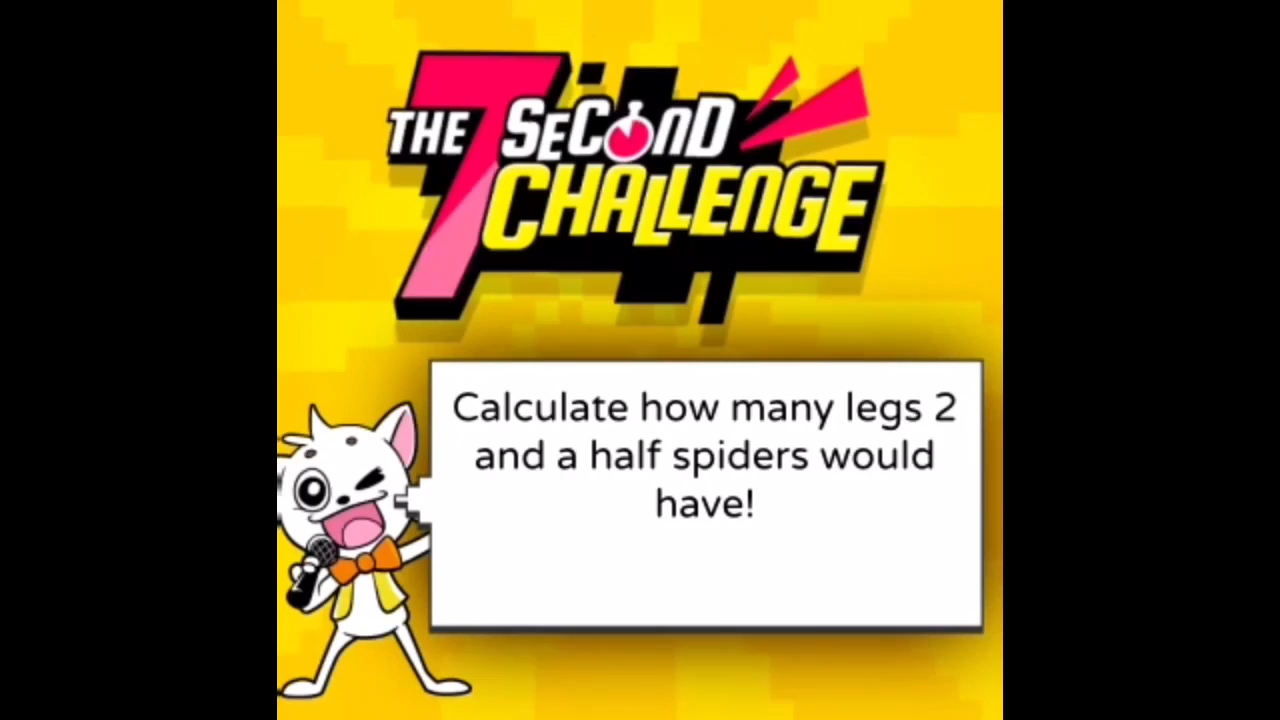 THE 7 SECOND
CHALLENGE
Calculate how many legs 2
and a half spiders would
have!